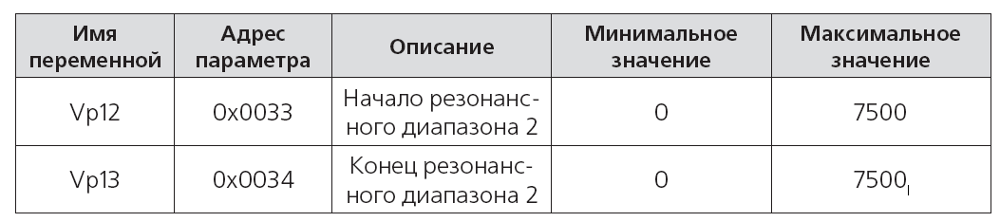 Имя переменной | Адрес параметра | Описание | Минимальное значение | Максимальное значение
Vp12 | 0x0033 | Начало резонанс-
ного диапазона 2 | 0 | 7500
Vp13 | 0x0034 | Конец резонанс-
ного диапазона 2 | 0 | 7500